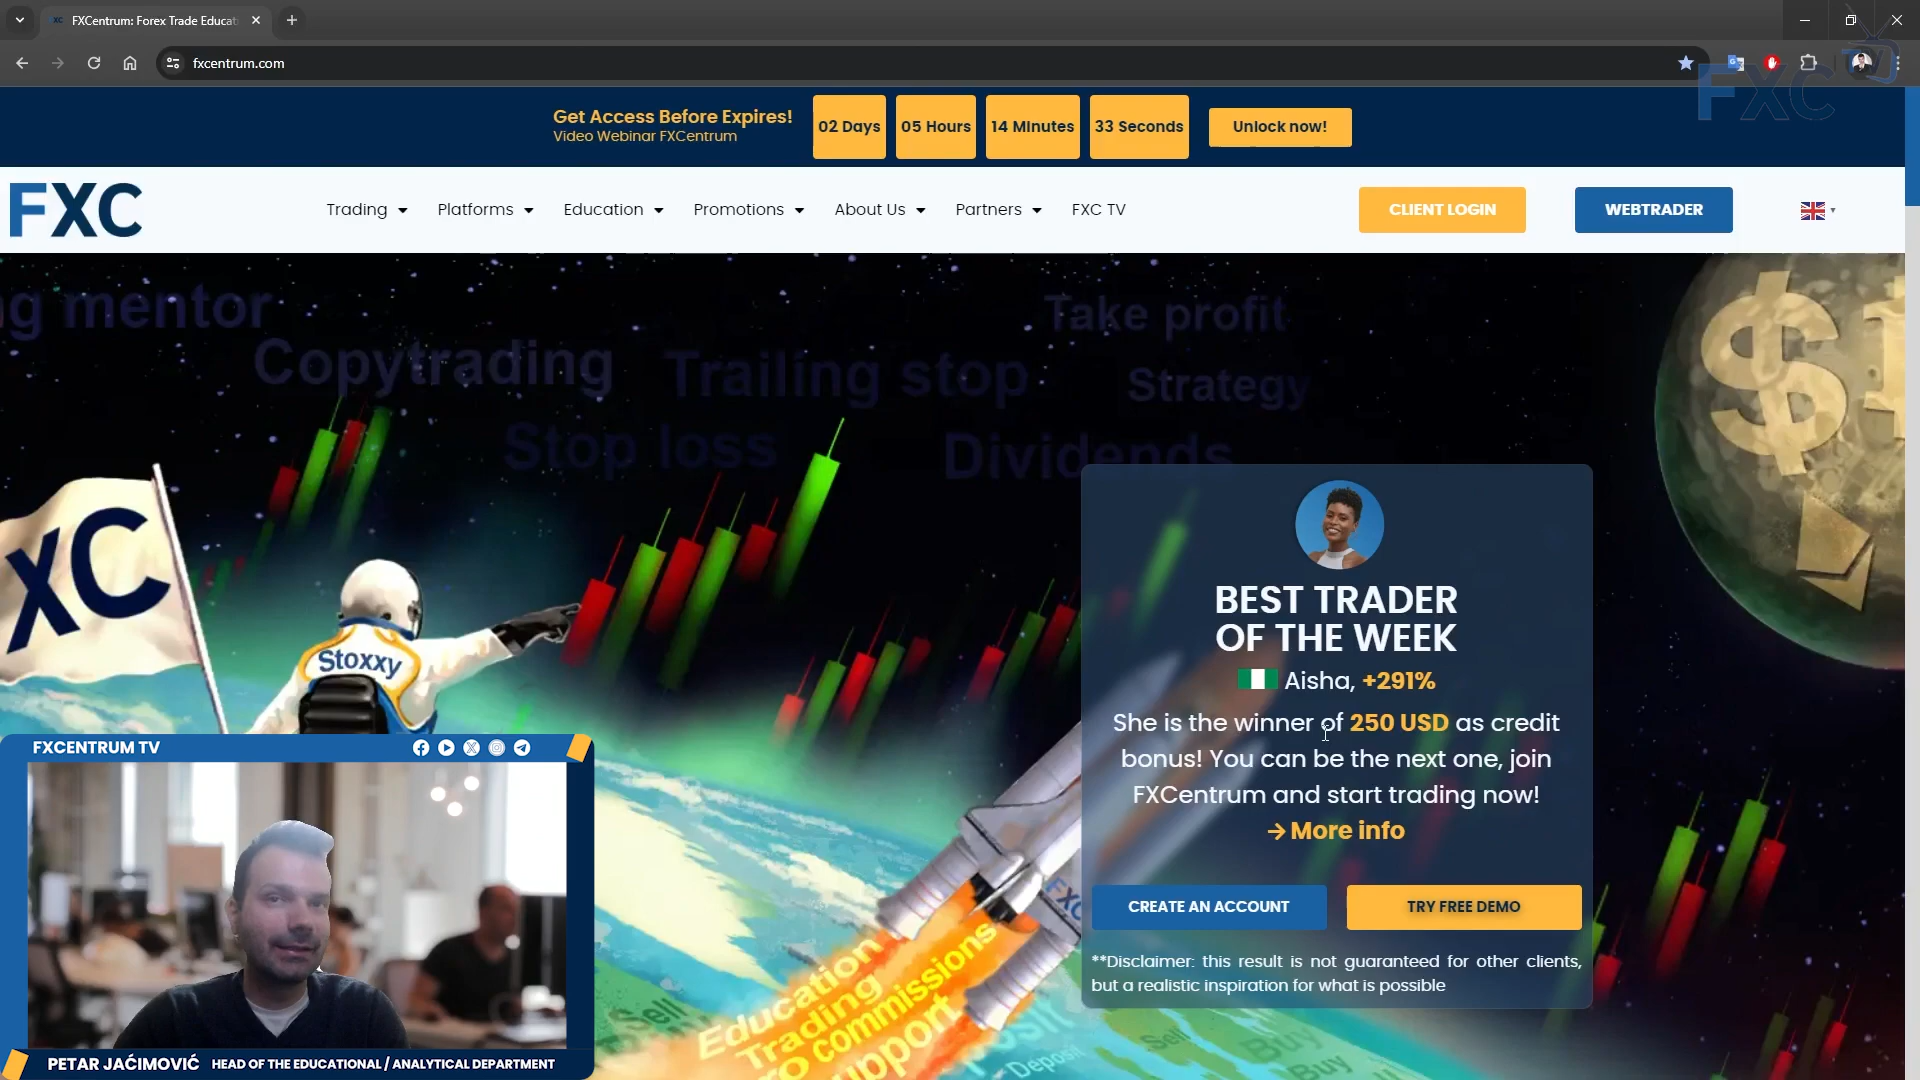 FXCentrum: Forex Trade Educati
fxcentrum.com
FXC
Get Access Before Expires!
Video Webinar FXCentrum
02 Days
05 Hours
14 Minutes
33 Seconds
Unlock now!
FXC
Trading
Platforms
Education
Promotions
About Us
Partners
FXC TV
CLIENT LOGIN
WEBTRADER
g mentor
Take profit
Copytrading
Trailing stop
Strategy
Stop loss
Dividends
XC
Stoxxy
BEST TRADER
OF THE WEEK
Aisha, +291%
She is the winner of 250 USD as credit
bonus! You can be the next one, join
FXCentrum and start trading now!
→ More info
CREATE AN ACCOUNT
TRY FREE DEMO
**Disclaimer: this result is not guaranteed for other clients,
but a realistic inspiration for what is possible
Education
Trading
commissions
Sell
Deposit
Sell
Buy
Buy
FXCENTRUM TV
PETAR JAĆIMOVIĆ HEAD OF THE EDUCATIONAL / ANALYTICAL DEPARTMENT